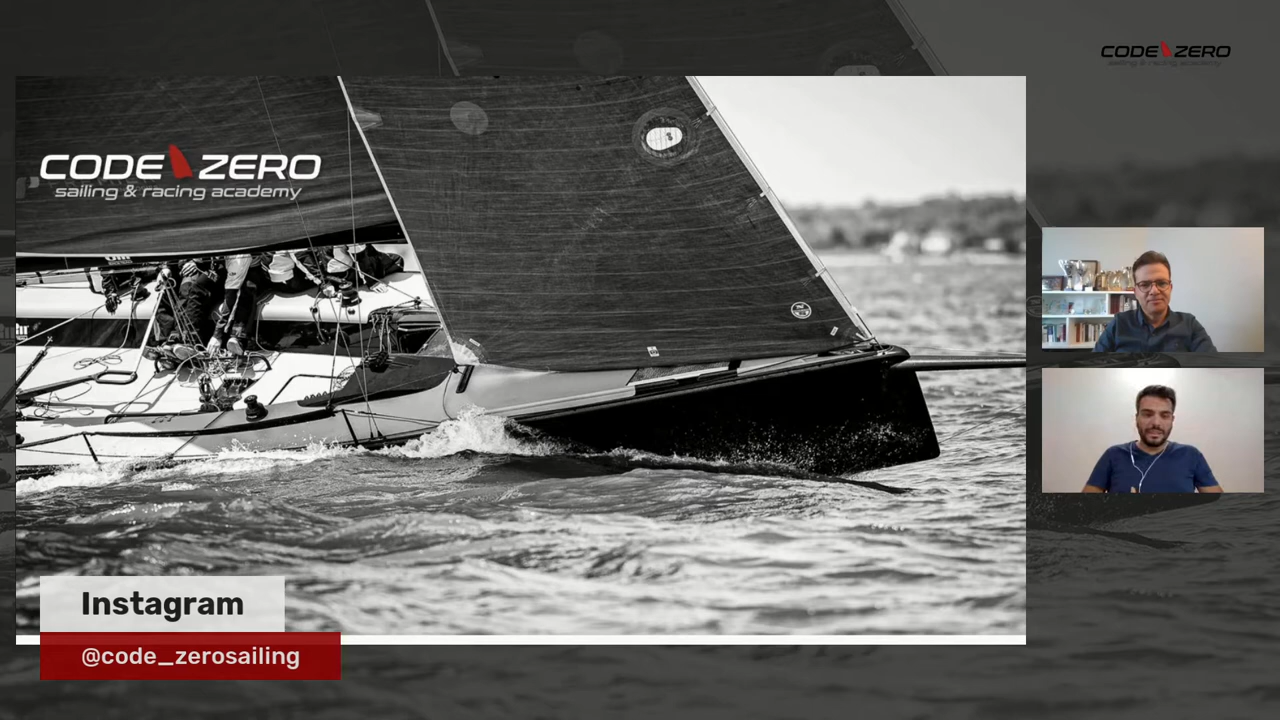 CODE ZERO
sailing & racing academy
CODE ZERO
sailing & racing academy
Instagram
@code_zerosailing